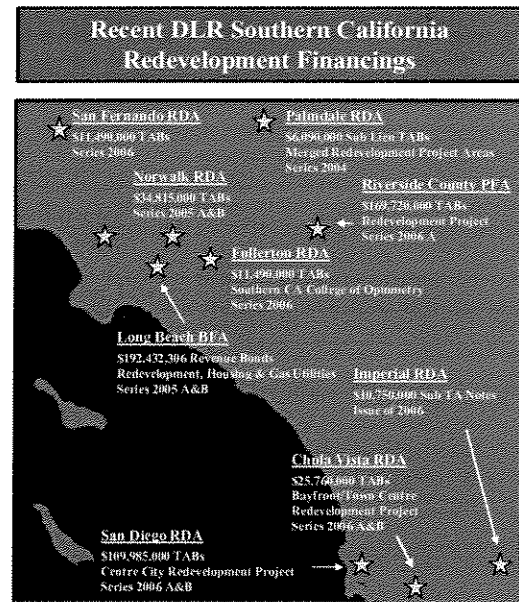 Recent DLR Southern California
Redevelopment Financings
San Fernando RDA
$11,490,000 TABs
Series 2006
Palmdale RDA
$6,090,000 Sub Lien TABs
Merged Redevelopment Project Areas
Series 2004
Norwalk RDA
$34,815,000 TABs
Series 2005 A&B
Riverside County PFA
$169,720,000 TABs
Redevelopment Project
Series 2006 A
Fullerton RDA
$11,490,000 TABs
Southern CA College of Optometry
Series 2006
Long Beach BFA
$192,432,306 Revenue Bonds
Redevelopment, Housing & Gas Utilities
Series 2005 A&B
Imperial RDA
$10,750,000 Sub TA Notes
Issue of 2006
Chula Vista RDA
$25,760,000 TABs
Bayfront/Town Centre
Redevelopment Project
Series 2006 A&B
San Diego RDA
$109,985,000 TABs
Centre City Redevelopment Project
Series 2006 A&B